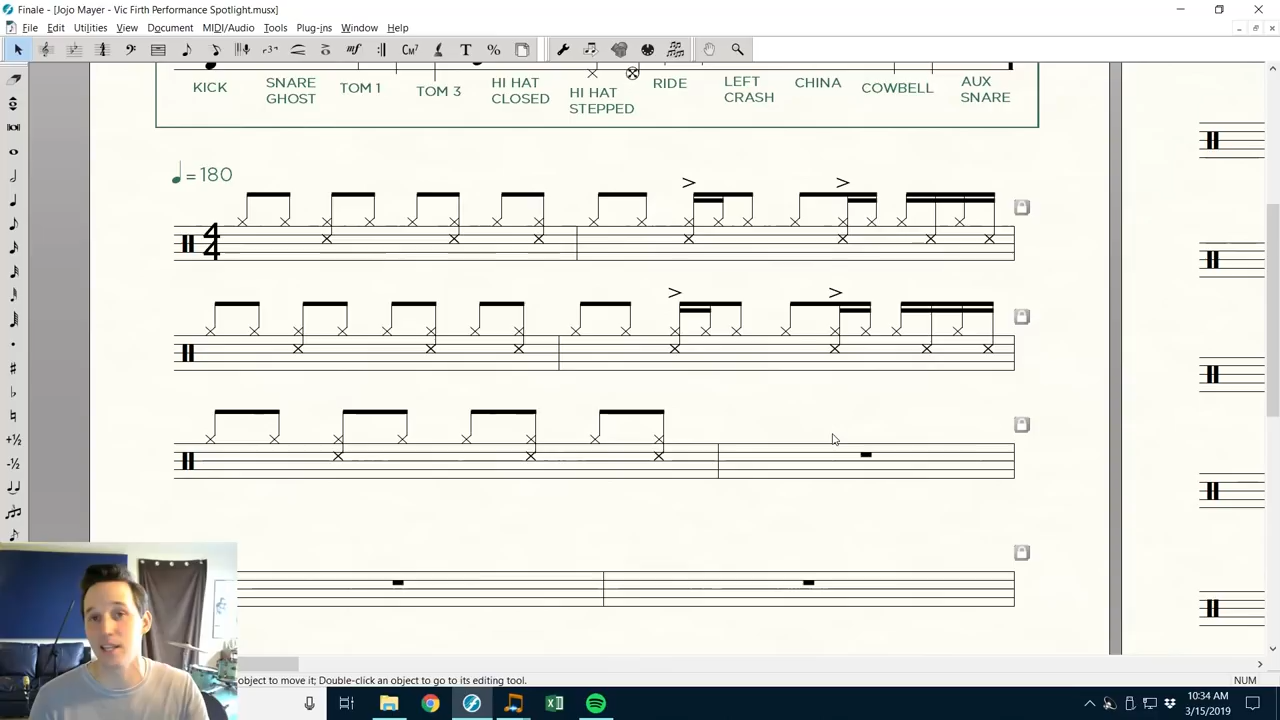 Finale - [Jojo Mayer - Vic Firth Performance Spotlight.musx]
File Edit Utilities View Document MIDI/Audio Tools Plug-ins Window Help
KICK
SNARE
GHOST
TOM 1
TOM 3
HI HAT
CLOSED
HI HAT
STEPPED
RIDE
LEFT
CRASH
CHINA
COWBELL
AUX
SNARE
= 180
4
4
object to move it; Double-click an object to go to its editing tool.
NUM
10:34 AM
3/15/2019